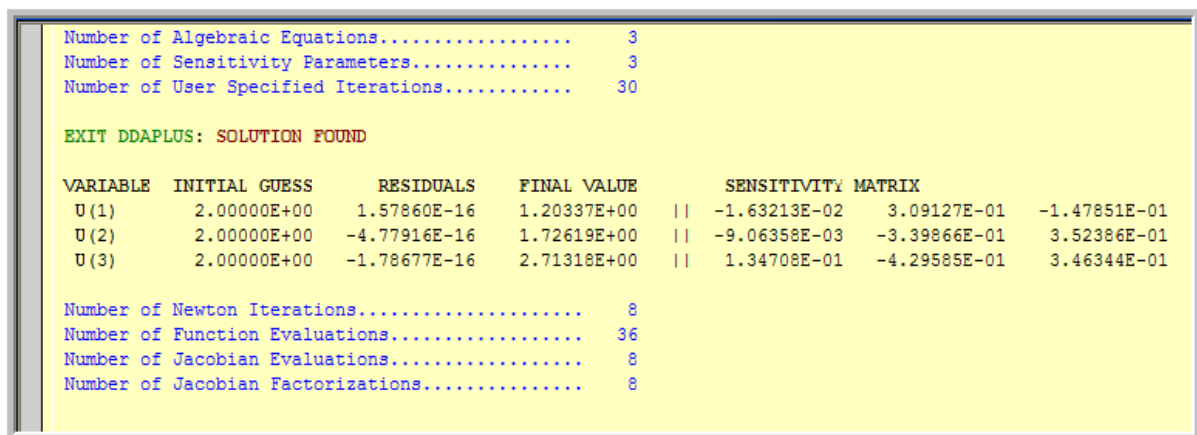 Number of Algebraic Equations.................. 3
Number of Sensitivity Parameters............... 3
Number of User Specified Iterations............ 30
EXIT DDAPLUS: SOLUTION FOUND
VARIABLE INITIAL GUESS RESIDUALS FINAL VALUE SENSITIVITY MATRIX
U(1) 2.00000E+00 1.57860E-16 1.20337E+00 || -1.63213E-02 3.09127E-01 -1.47851E-01
U(2) 2.00000E+00 -4.77916E-16 1.72619E+00 || -9.06358E-03 -3.39866E-01 3.52386E-01
U(3) 2.00000E+00 -1.78677E-16 2.71318E+00 || 1.34708E-01 -4.29585E-01 3.46344E-01
Number of Newton Iterations..................... 8
Number of Function Evaluations.................. 36
Number of Jacobian Evaluations.................. 8
Number of Jacobian Factorizations............... 8